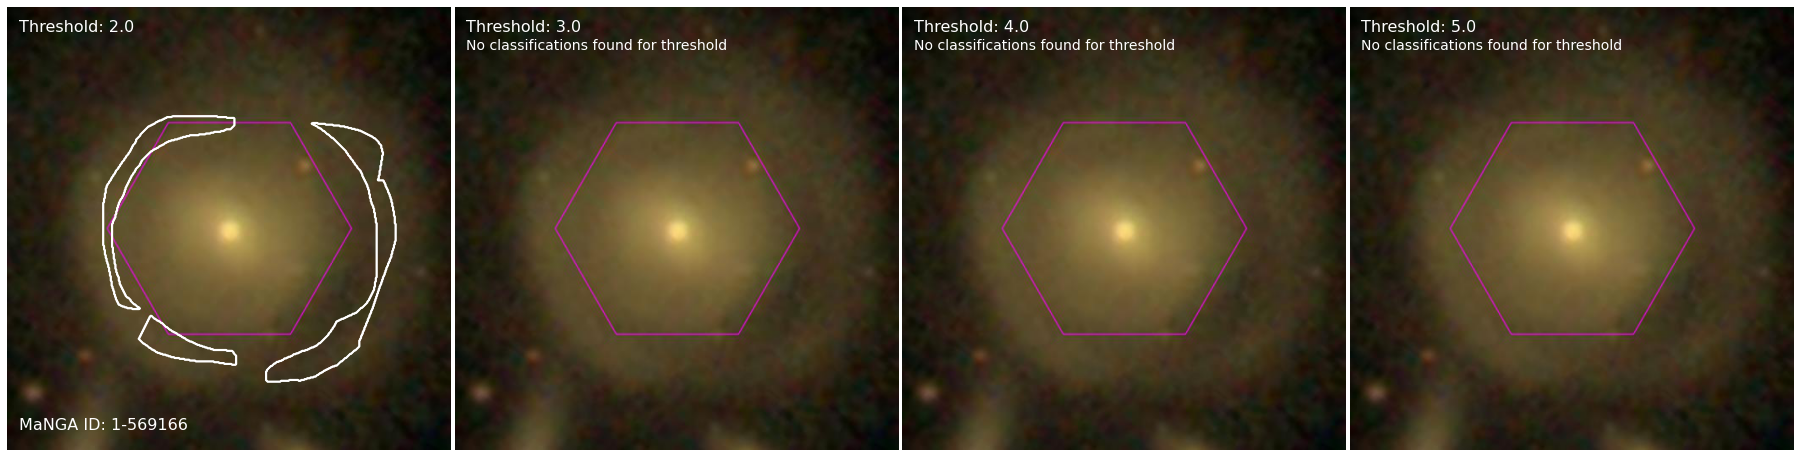 Threshold: 2.0
MaNGA ID: 1-569166
Threshold: 3.0
No classifications found for threshold
Threshold: 4.0
No classifications found for threshold
Threshold: 5.0
No classifications found for threshold